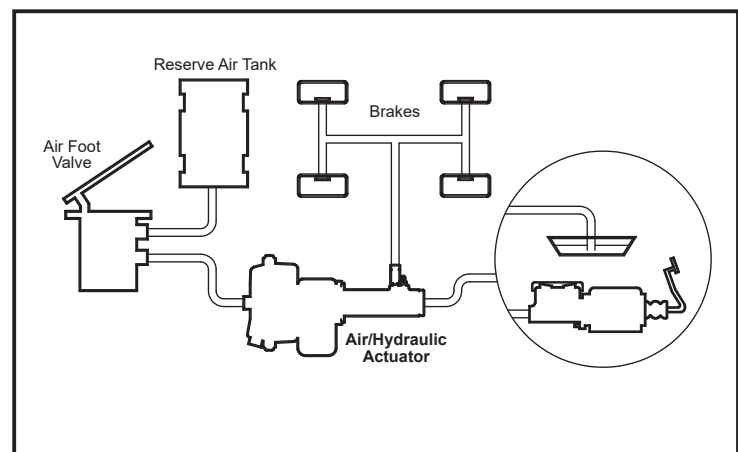 Reserve Air Tank
Brakes
Air Foot
Valve
Air/Hydraulic
Actuator